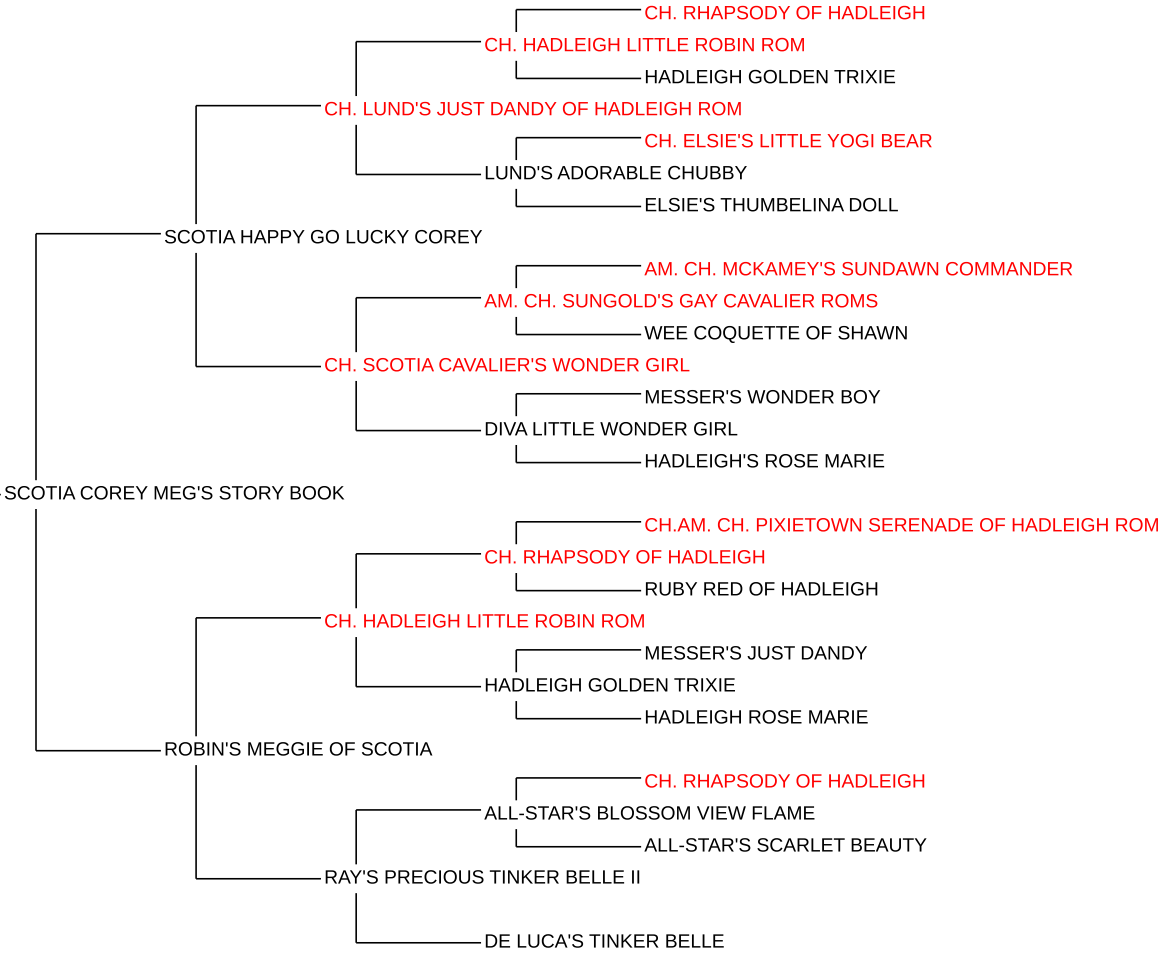 CH. RHAPSODY OF HADLEIGH
CH. HADLEIGH LITTLE ROBIN ROM
HADLEIGH GOLDEN TRIXIE
CH. LUND'S JUST DANDY OF HADLEIGH ROM
CH. ELSIE'S LITTLE YOGI BEAR
LUND'S ADORABLE CHUBBY
ELSIE'S THUMBELINA DOLL
SCOTIA HAPPY GO LUCKY COREY
AM. CH. MCKAMEY'S SUNDAWN COMMANDER
AM. CH. SUNGOLD'S GAY CAVALIER ROMS
WEE COQUETTE OF SHAWN
CH. SCOTIA CAVALIER'S WONDER GIRL
MESSER'S WONDER BOY
DIVA LITTLE WONDER GIRL
HADLEIGH'S ROSE MARIE
SCOTIA COREY MEG'S STORY BOOK
CH.AM. CH. PIXIETOWN SERENADE OF HADLEIGH ROM
CH. RHAPSODY OF HADLEIGH
RUBY RED OF HADLEIGH
CH. HADLEIGH LITTLE ROBIN ROM
MESSER'S JUST DANDY
HADLEIGH GOLDEN TRIXIE
HADLEIGH ROSE MARIE
ROBIN'S MEGGIE OF SCOTIA
CH. RHAPSODY OF HADLEIGH
ALL-STAR'S BLOSSOM VIEW FLAME
ALL-STAR'S SCARLET BEAUTY
RAY'S PRECIOUS TINKER BELLE II
DE LUCA'S TINKER BELLE